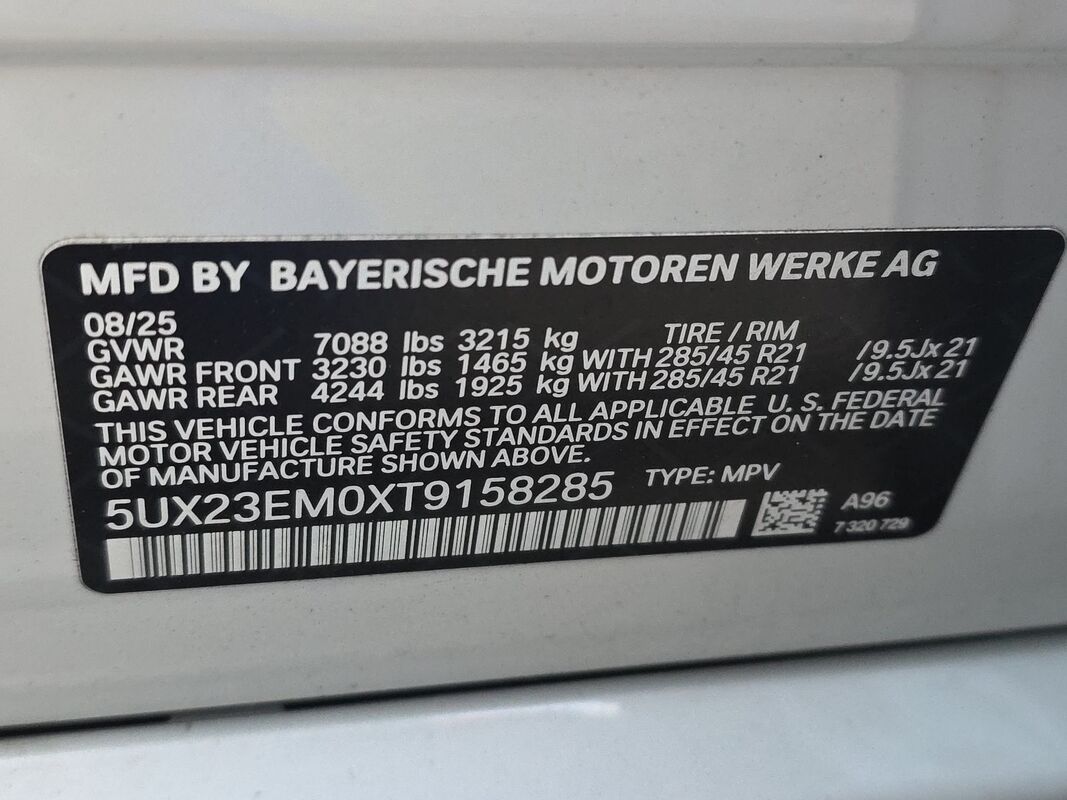 MFD BY BAYERISCHE MOTOREN WERKE AG
08/25
GVWR 7088 lbs 3215 kg TIRE / RIM
GAWR FRONT 3230 lbs 1465 kg WITH 285/45 R21 /9.5Jx21
GAWR REAR 4244 lbs 1925 kg WITH 285/45 R21 /9.5Jx21
THIS VEHICLE CONFORMS TO ALL APPLICABLE U. S. FEDERAL
MOTOR VEHICLE SAFETY STANDARDS IN EFFECT ON THE DATE
OF MANUFACTURE SHOWN ABOVE.
5UX23EM0XT9158285 TYPE: MPV
A96
7 320 729